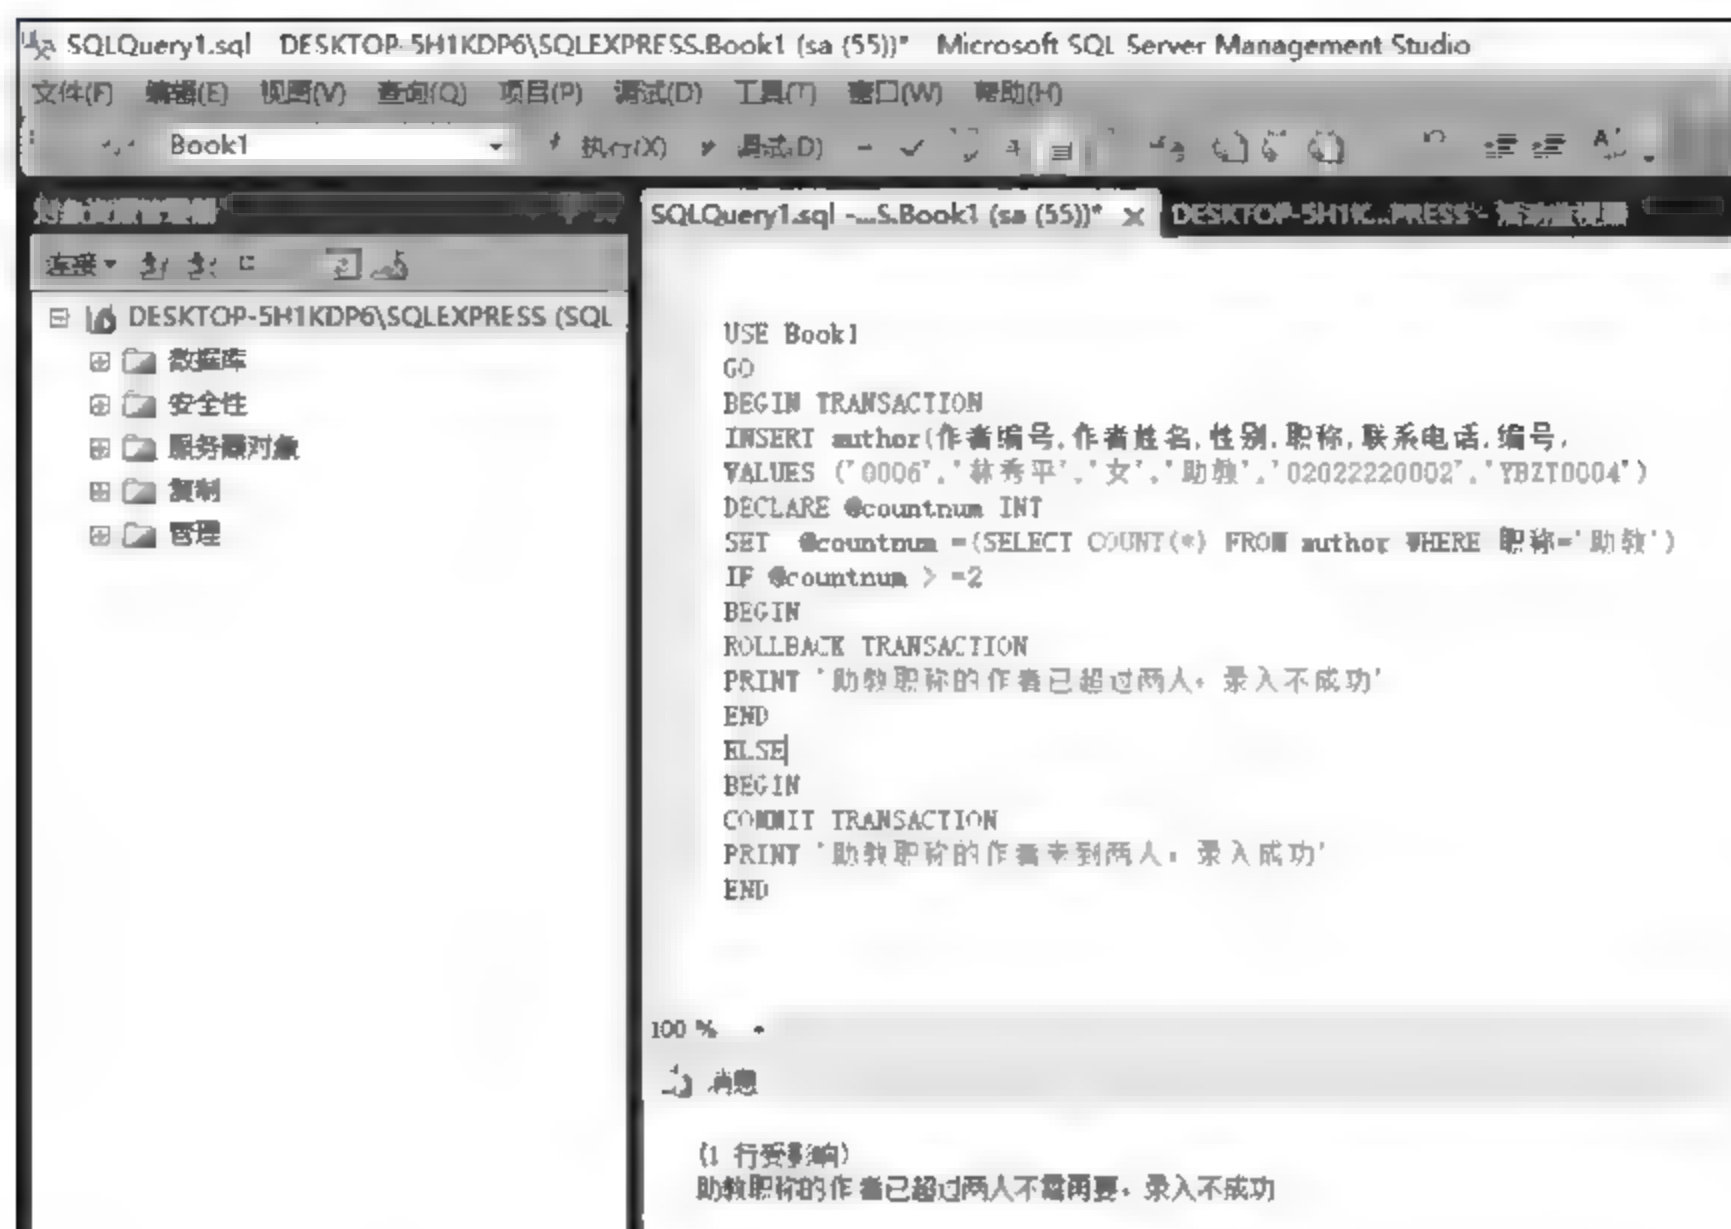 SQLQuery1.sql DESKTOP-5H1KDP6\SQLEXPRESS.Book1 (sa (55))* Microsoft SQL Server Management Studio
文件(F) 编辑(E) 视图(V) 查询(Q) 项目(P) 调试(D) 工具(T) 窗口(W) 帮助(H)
Book1 执行(X) 调试(D)
SQLQuery1.sql -...S.Book1 (sa (55))* × DESKTOP-5H1K...PRESS -
连接
DESKTOP-5H1KDP6\SQLEXPRESS (SQL
数据库
安全性
服务器对象
复制
管理
USE Book1
GO
BEGIN TRANSACTION
INSERT author(作者编号,作者姓名,性别,职称,联系电话,编号,
VALUES ('0006','林秀平','女','助教','02022220002','YBZT0004')
DECLARE @countnum INT
SET @countnum =(SELECT COUNT(*) FROM author WHERE 职称='助教')
IF @countnum > =2
BEGIN
ROLLBACK TRANSACTION
PRINT '助教职称的作者已超过两人，录入不成功'
END
ELSE
BEGIN
COMMIT TRANSACTION
PRINT '助教职称的作者未到两人，录入成功'
END
100 %
消息
(1 行受影响)
助教职称的作者已超过两人不需要，录入不成功